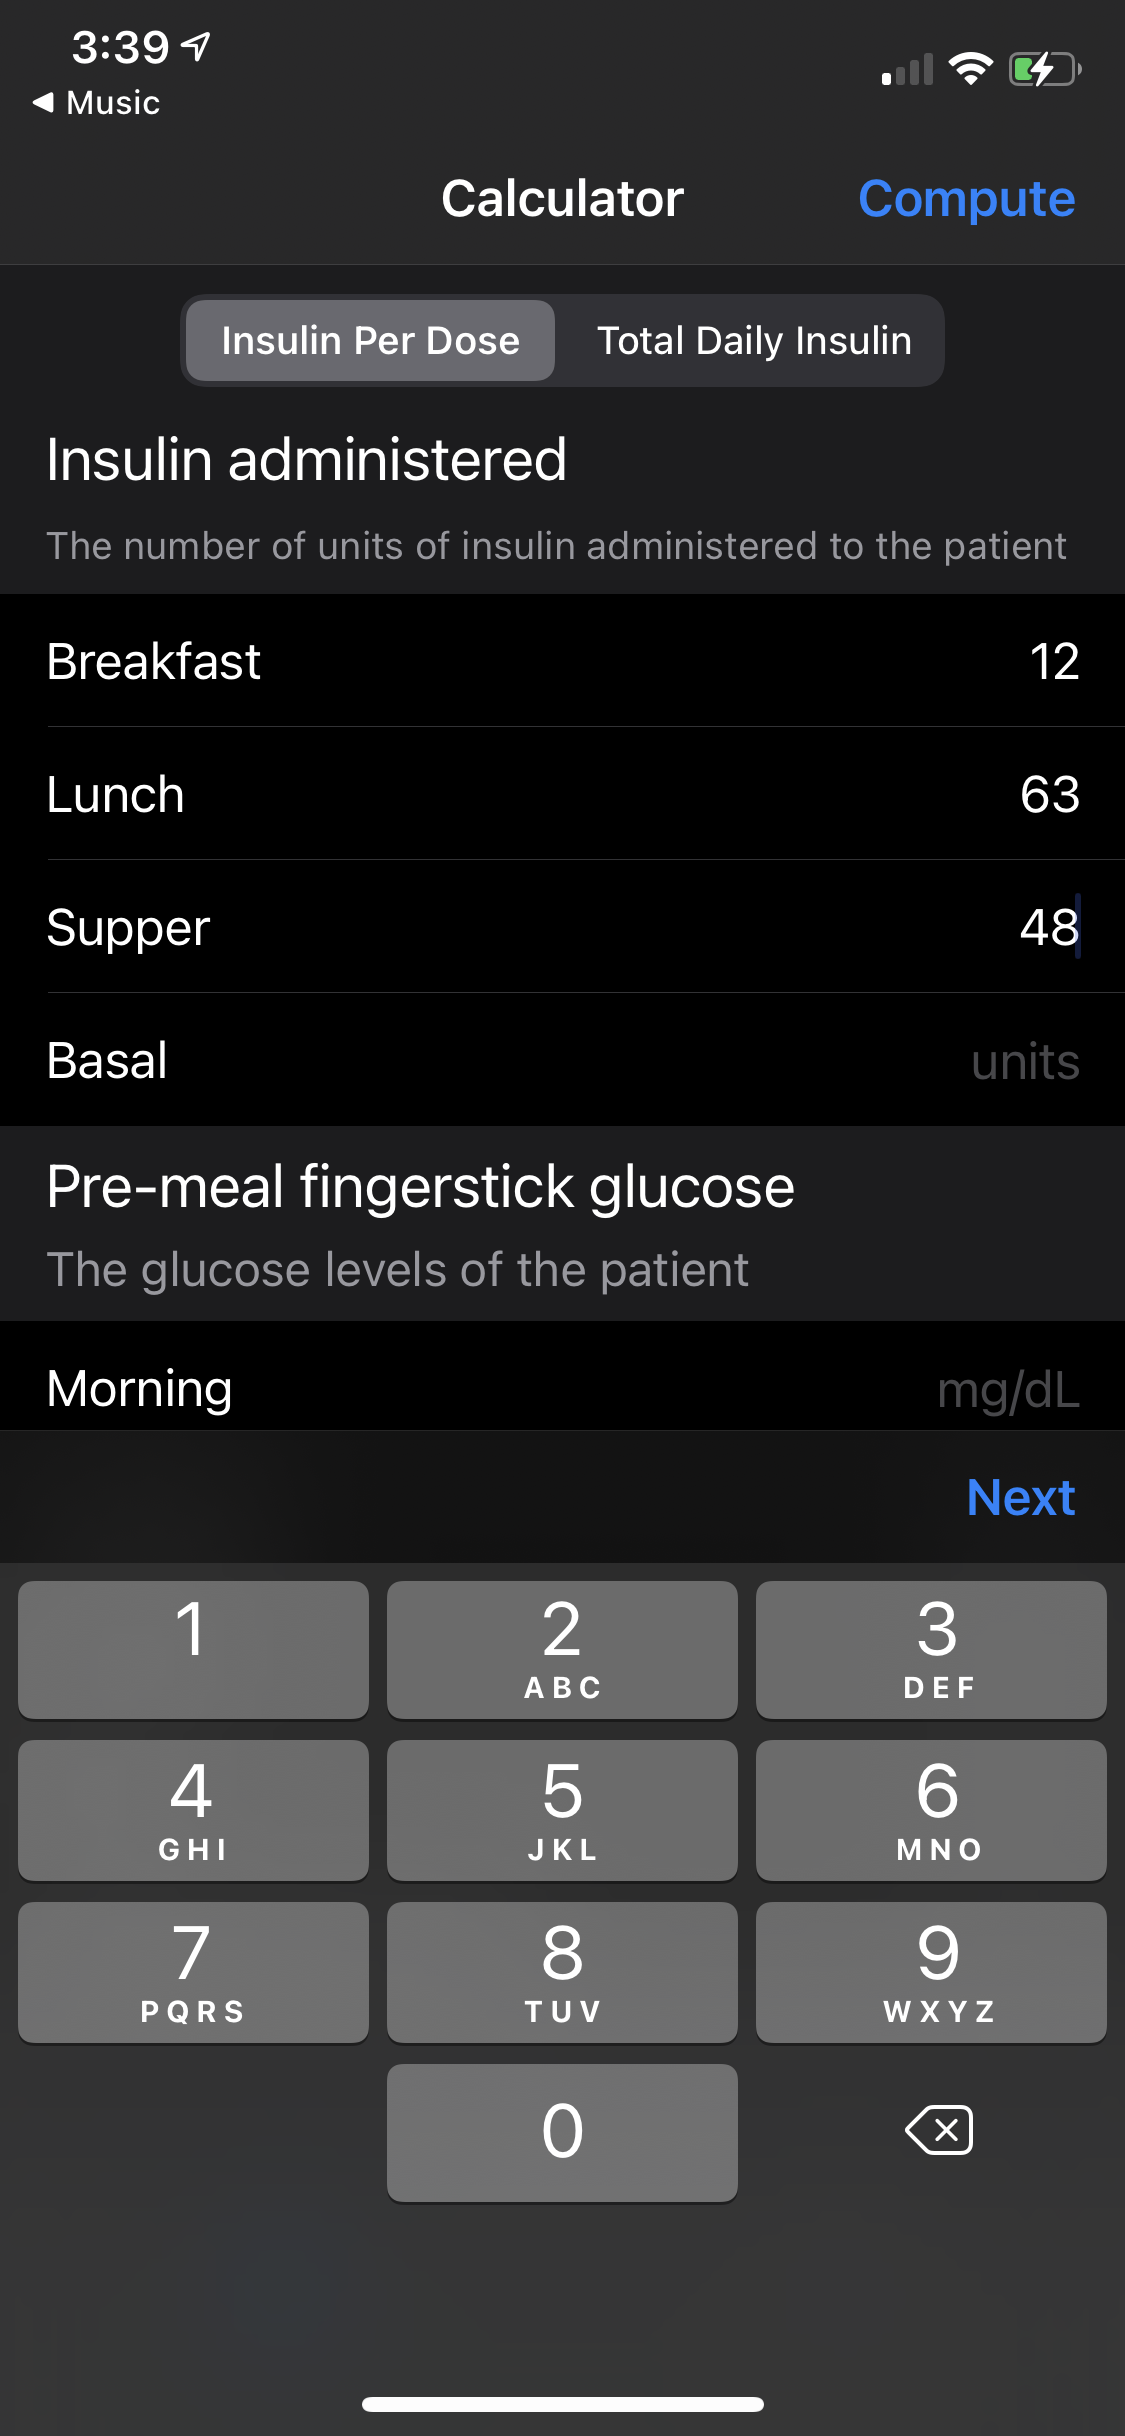 3:39
Music
Calculator
Compute
Insulin Per Dose
Total Daily Insulin
Insulin administered
The number of units of insulin administered to the patient
Breakfast 12
Lunch 63
Supper 48
Basal units
Pre-meal fingerstick glucose
The glucose levels of the patient
Morning mg/dL
Next
1 2 3
ABC DEF
4 5 6
GHI JKL MNO
7 8 9
PQRS TUV WXYZ
0